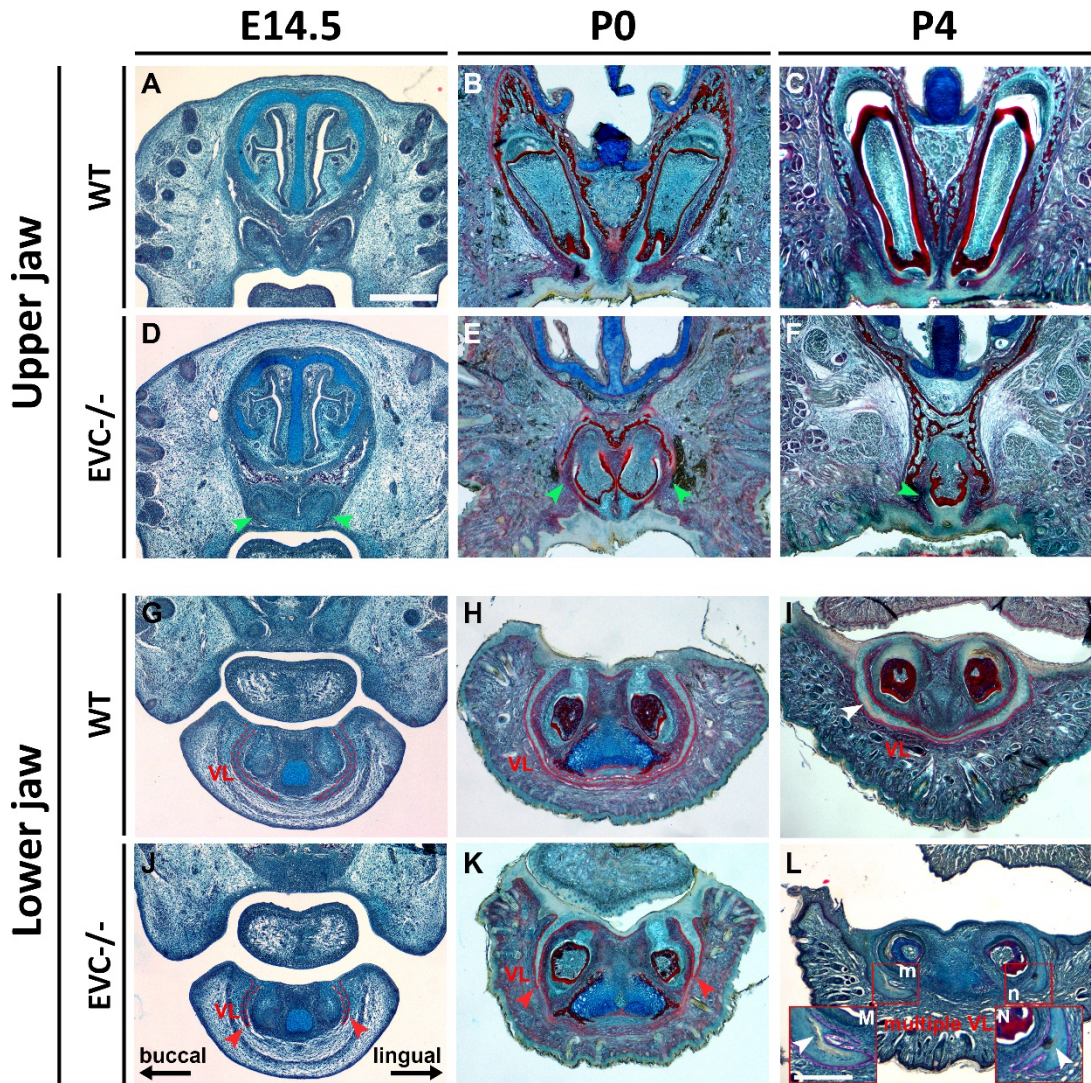 E14.5 P0 P4
Upper jaw
WT
A B C
EVC-/-
D E F
Lower jaw
WT
G H I
VL VL VL
EVC-/-
J K L
VL VL
m
n
M multiple VL N
buccal lingual